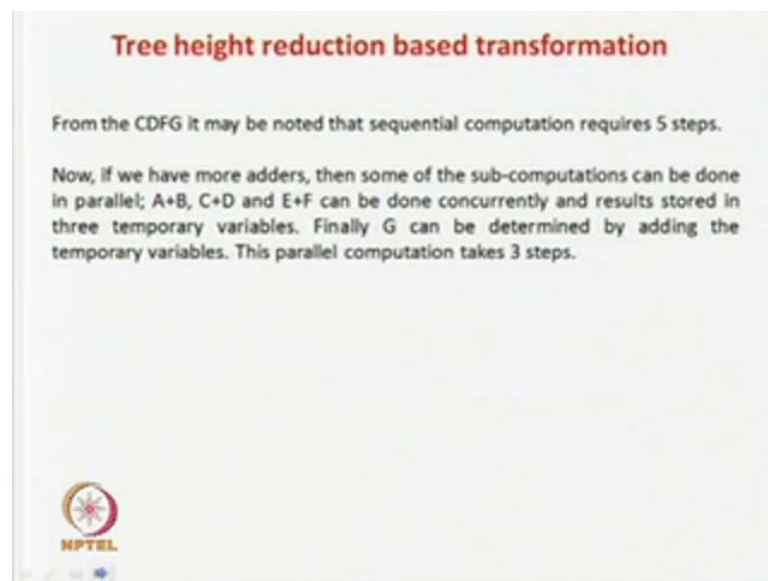 Tree height reduction based transformation
From the CDFG it may be noted that sequential computation requires 5 steps.
Now, if we have more adders, then some of the sub-computations can be done
in parallel; A+B, C+D and E+F can be done concurrently and results stored in
three temporary variables. Finally G can be determined by adding the
temporary variables. This parallel computation takes 3 steps.
NPTEL